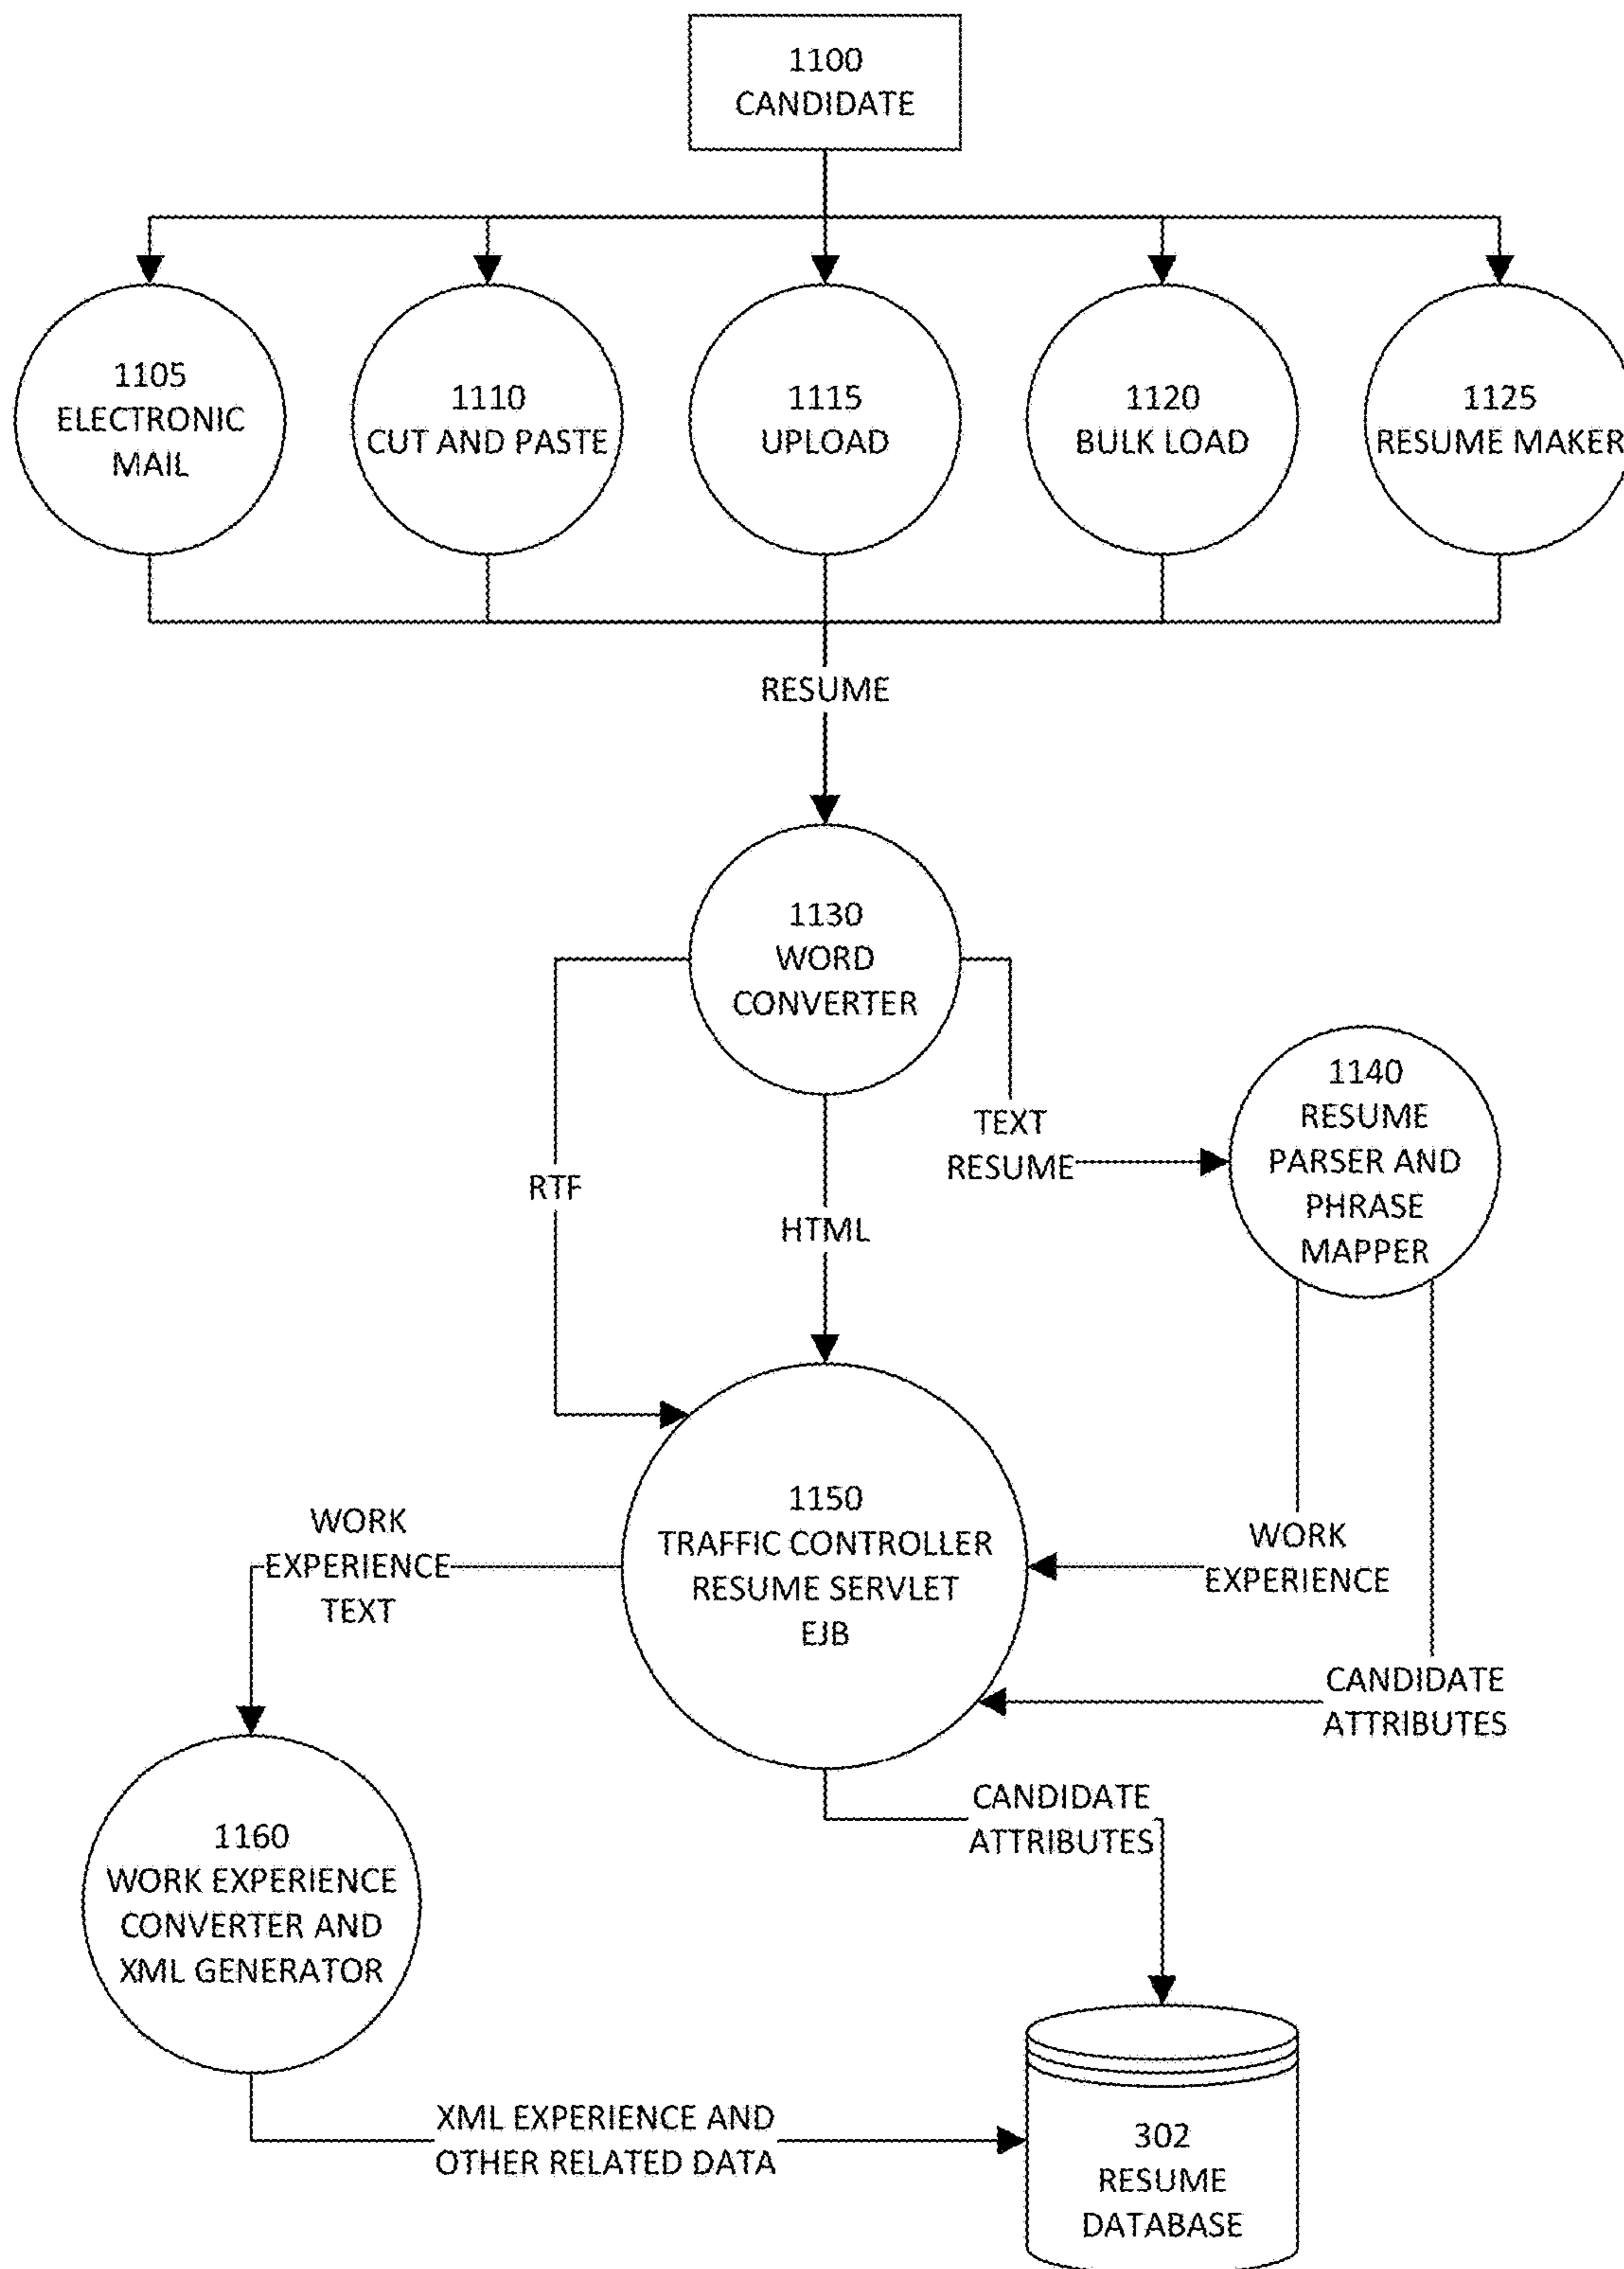 1100
CANDIDATE
1105
ELECTRONIC
MAIL
1110
CUT AND PASTE
1115
UPLOAD
1120
BULK LOAD
1125
RESUME MAKER
RESUME
1130
WORD
CONVERTER
TEXT
RESUME
1140
RESUME
PARSER AND
PHRASE
MAPPER
RTF
HTML
1150
TRAFFIC CONTROLLER
RESUME SERVLET
EJB
WORK
EXPERIENCE
TEXT
WORK
EXPERIENCE
CANDIDATE
ATTRIBUTES
CANDIDATE
ATTRIBUTES
1160
WORK EXPERIENCE
CONVERTER AND
XML GENERATOR
XML EXPERIENCE AND
OTHER RELATED DATA
302
RESUME
DATABASE